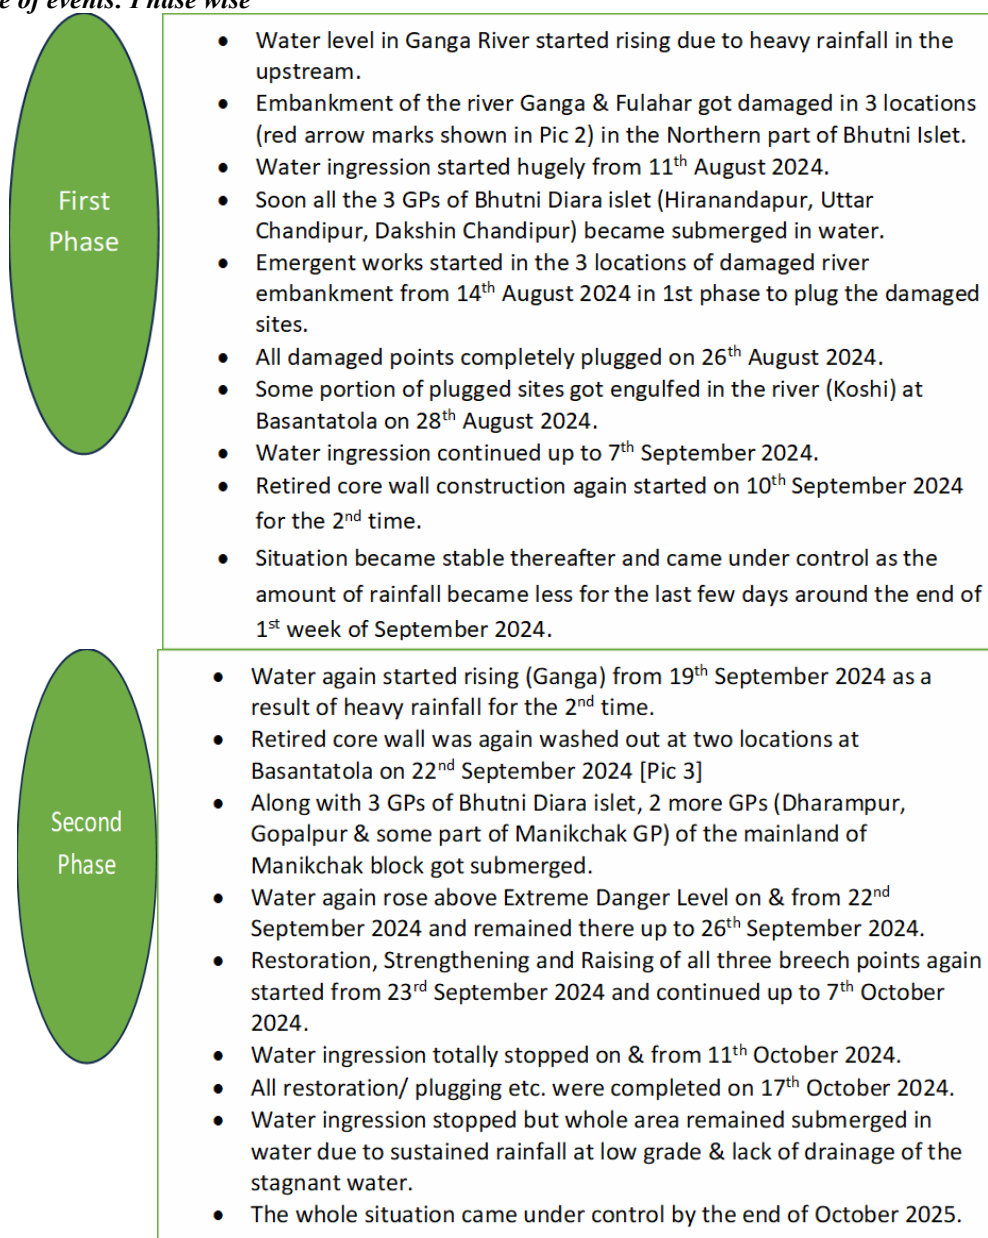 e of events: Phase wise
First
Phase
• Water level in Ganga River started rising due to heavy rainfall in the
upstream.
• Embankment of the river Ganga & Fulahar got damaged in 3 locations
(red arrow marks shown in Pic 2) in the Northern part of Bhutni Islet.
• Water ingression started hugely from 11th August 2024.
• Soon all the 3 GPs of Bhutni Diara islet (Hiranandapur, Uttar
Chandipur, Dakshin Chandipur) became submerged in water.
• Emergent works started in the 3 locations of damaged river
embankment from 14th August 2024 in 1st phase to plug the damaged
sites.
• All damaged points completely plugged on 26th August 2024.
• Some portion of plugged sites got engulfed in the river (Koshi) at
Basantatola on 28th August 2024.
• Water ingression continued up to 7th September 2024.
• Retired core wall construction again started on 10th September 2024
for the 2nd time.
• Situation became stable thereafter and came under control as the
amount of rainfall became less for the last few days around the end of
1st week of September 2024.
Second
Phase
• Water again started rising (Ganga) from 19th September 2024 as a
result of heavy rainfall for the 2nd time.
• Retired core wall was again washed out at two locations at
Basantatola on 22nd September 2024 [Pic 3]
• Along with 3 GPs of Bhutni Diara islet, 2 more GPs (Dharampur,
Gopalpur & some part of Manikchak GP) of the mainland of
Manikchak block got submerged.
• Water again rose above Extreme Danger Level on & from 22nd
September 2024 and remained there up to 26th September 2024.
• Restoration, Strengthening and Raising of all three breech points again
started from 23rd September 2024 and continued up to 7th October
2024.
• Water ingression totally stopped on & from 11th October 2024.
• All restoration/ plugging etc. were completed on 17th October 2024.
• Water ingression stopped but whole area remained submerged in
water due to sustained rainfall at low grade & lack of drainage of the
stagnant water.
• The whole situation came under control by the end of October 2025.